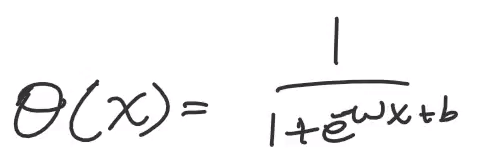 θ(x) = 1/(1+e^-wx+b)